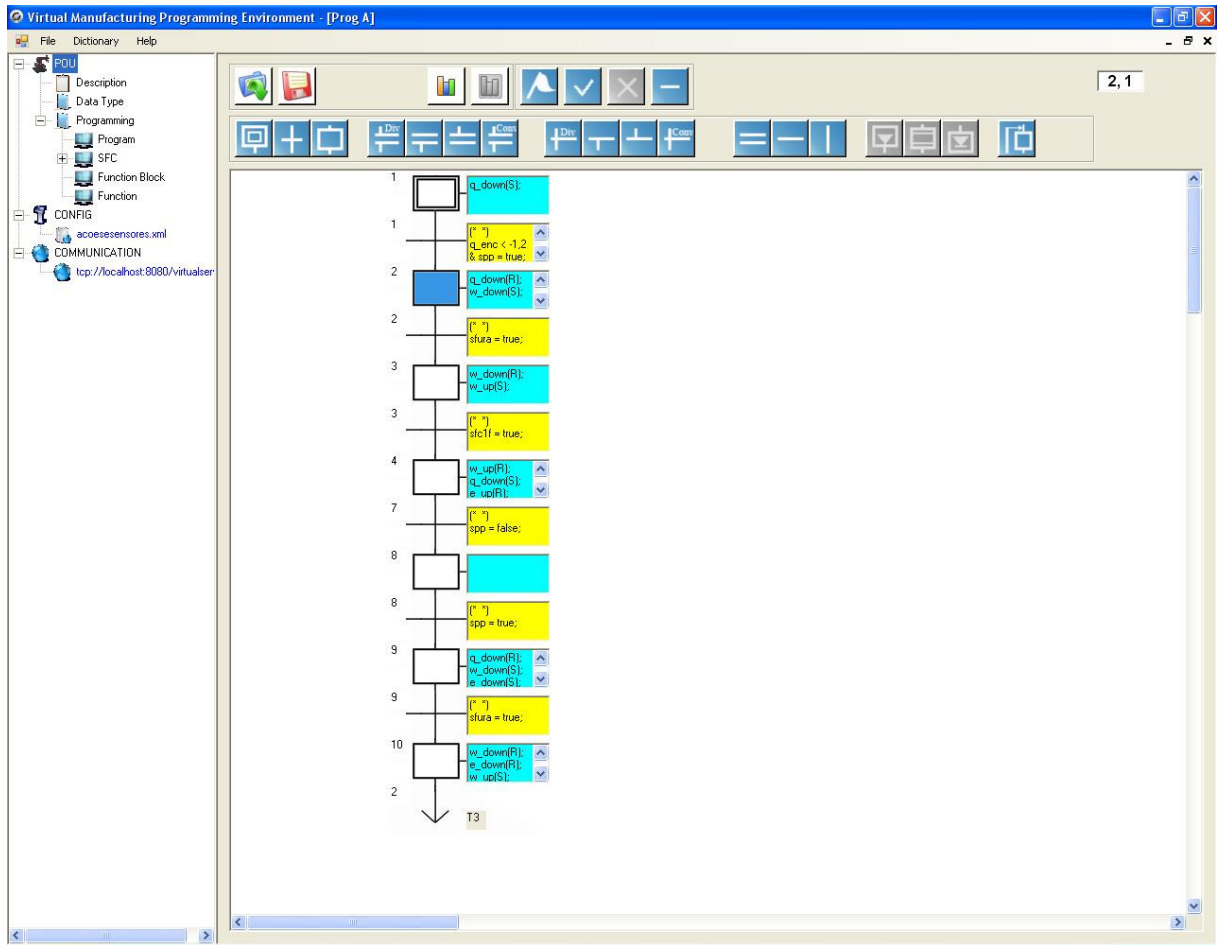 Virtual Manufacturing Programming Environment - [Prog A]
File Dictionary Help
POU
Description
Data Type
Programming
Program
SFC
Function Block
Function
CONFIG
acoesesensores.xml
COMMUNICATION
tcp://localhost:8080/virtualser
2, 1
Div
Conv
Div
Conv
1
q_down(S);
1
(* *)
q_enc < -1,2
& spp = true;
2
q_down(R);
w_down(S);
2
(* *)
sfura = true;
3
w_down(R);
w_up(S);
3
(* *)
sfc1f = true;
4
w_up(R);
q_down(S);
e_up(R);
7
(* *)
spp = false;
8
8
(* *)
spp = true;
9
q_down(R);
w_down(S);
e_down(S);
9
(* *)
sfura = true;
10
w_down(R);
e_down(R);
w_up(S);
2
T3